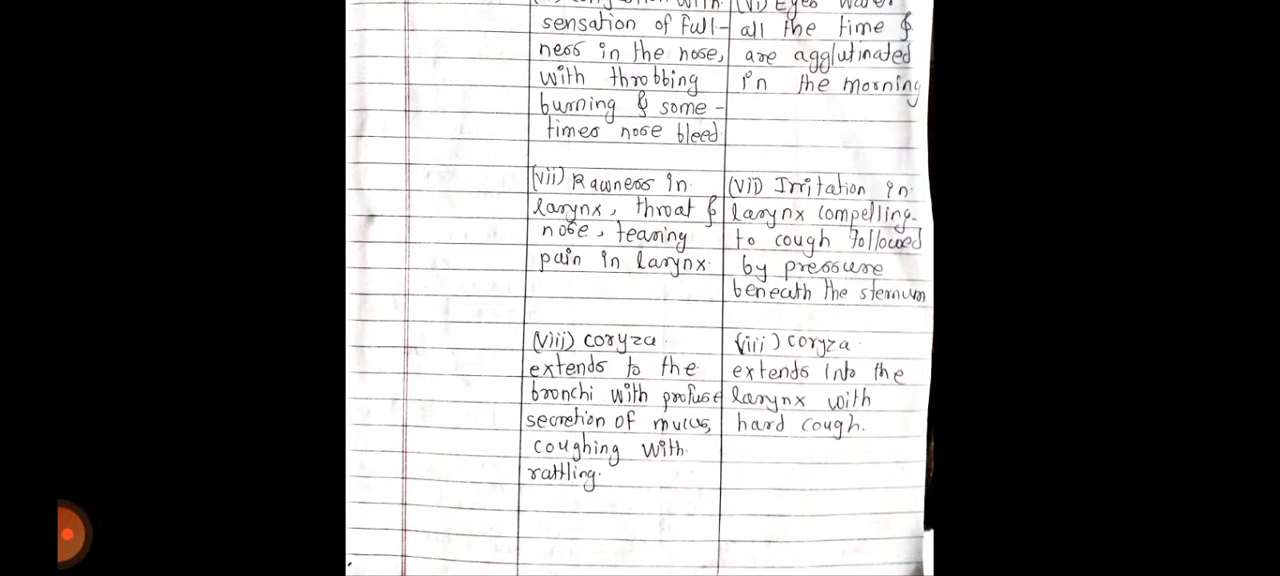 with
sensation of full-
ness in the nose,
with throbbing
burning & some-
times nose bleed.
(vi) Eyes
all the time &
are agglutinated
in the morning
(vii) Rawness in
larynx, throat &
nose, tearing
pain in larynx.
(vii) Irritation in
larynx compelling
to cough followed
by pressure
beneath the sternum
(viii) coryza
extends to the
bronchi with profuse
secretion of mucus,
coughing with
rattling.
(viii) coryza
extends into the
larynx with
hard cough.